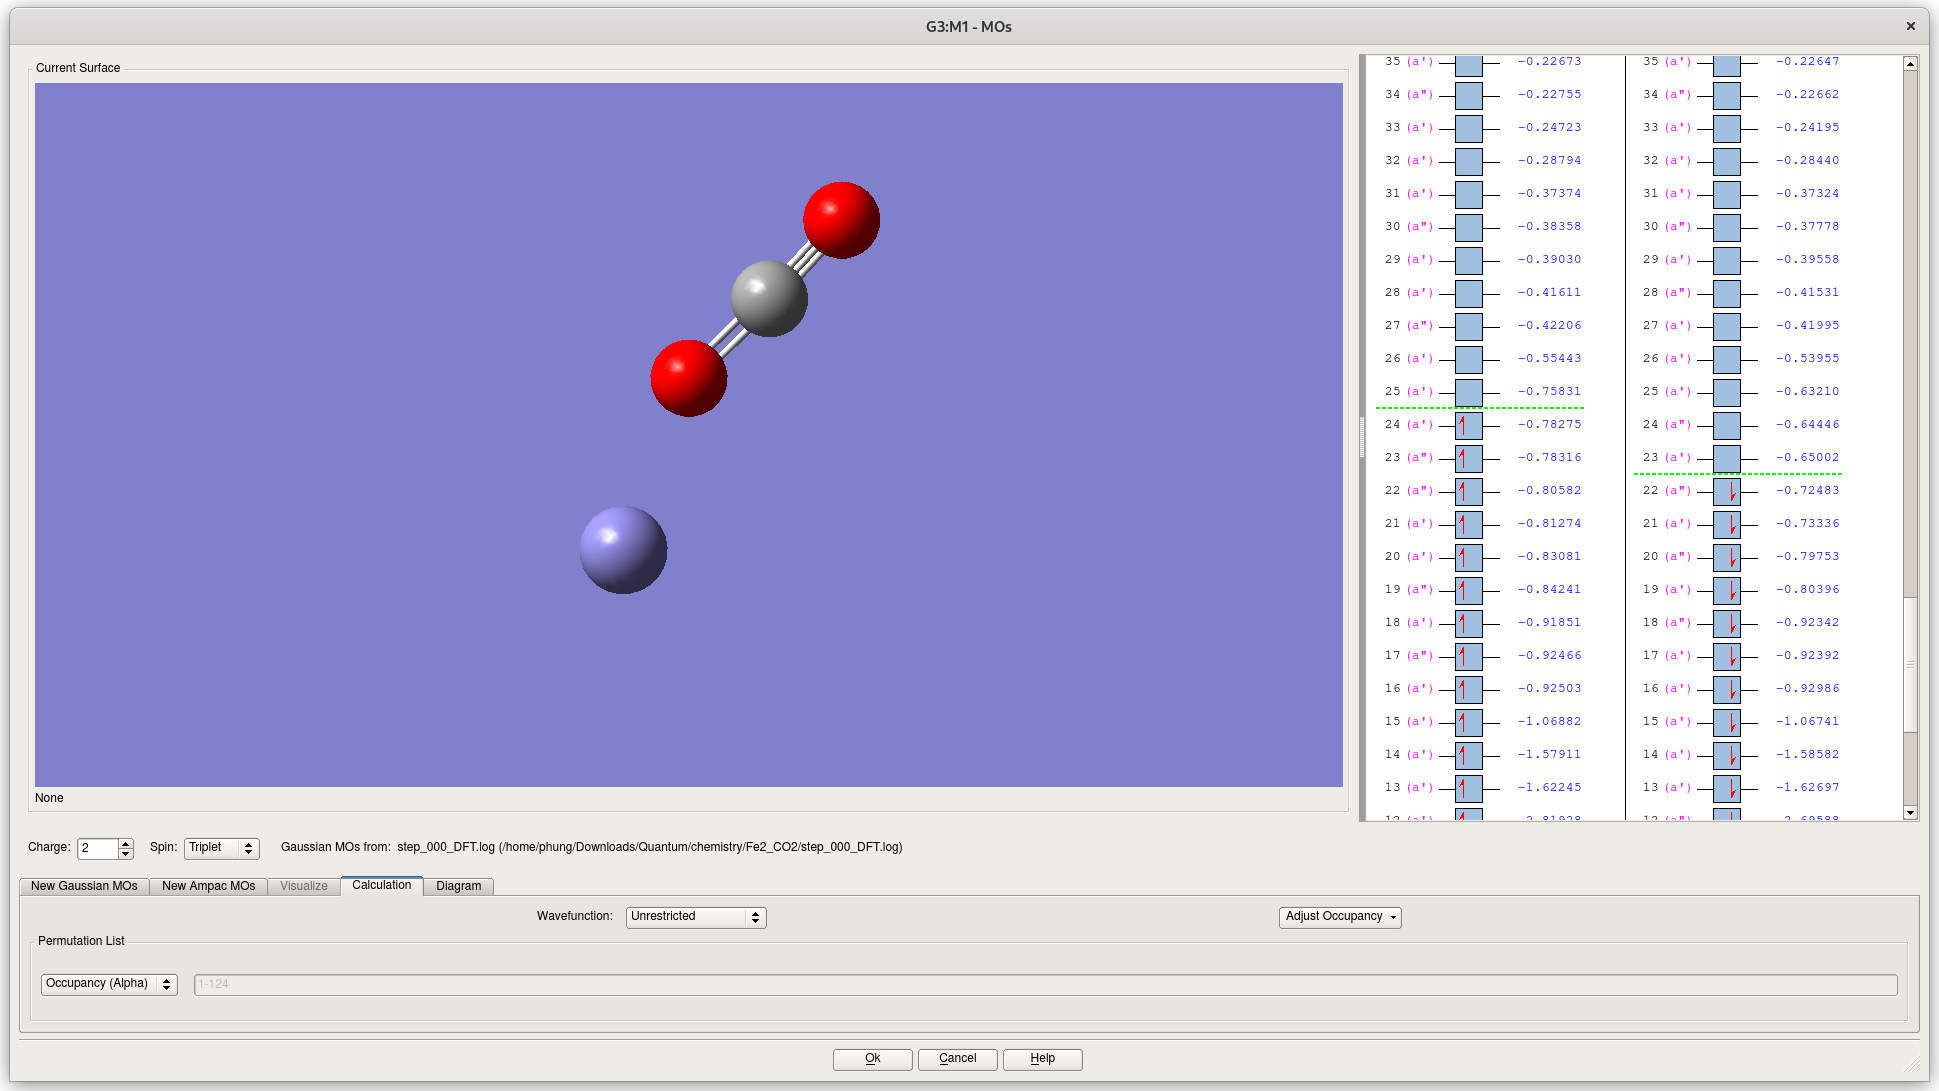 G3:M1 - MOs
Current Surface
35 (a') -0.22673 35 (a') -0.22647
34 (a") -0.22755 34 (a") -0.22662
33 (a') -0.24723 33 (a') -0.24195
32 (a') -0.28794 32 (a') -0.28440
31 (a') -0.37374 31 (a') -0.37324
30 (a") -0.38358 30 (a") -0.37778
29 (a') -0.39030 29 (a') -0.39558
28 (a') -0.41611 28 (a") -0.41531
27 (a") -0.42206 27 (a') -0.41995
26 (a') -0.55443 26 (a') -0.53955
25 (a') -0.75831 25 (a') -0.63210
24 (a') -0.78275 24 (a") -0.64446
23 (a") -0.78316 23 (a') -0.65002
22 (a") -0.80582 22 (a") -0.72483
21 (a') -0.81274 21 (a') -0.73336
20 (a') -0.83081 20 (a") -0.79753
19 (a") -0.84241 19 (a') -0.80396
18 (a') -0.91851 18 (a") -0.92342
17 (a") -0.92466 17 (a') -0.92392
16 (a') -0.92503 16 (a') -0.92986
15 (a') -1.06882 15 (a') -1.06741
14 (a') -1.57911 14 (a') -1.58582
13 (a') -1.62245 13 (a') -1.62697
None
Charge: 2 Spin: Triplet Gaussian MOs from: step_000_DFT.log (/home/phung/Downloads/Quantum/chemistry/Fe2_CO2/step_000_DFT.log)
New Gaussian MOs New Ampac MOs Visualize Calculation Diagram
Wavefunction: Unrestricted Adjust Occupancy
Permutation List
Occupancy (Alpha) 1-124
Ok Cancel Help